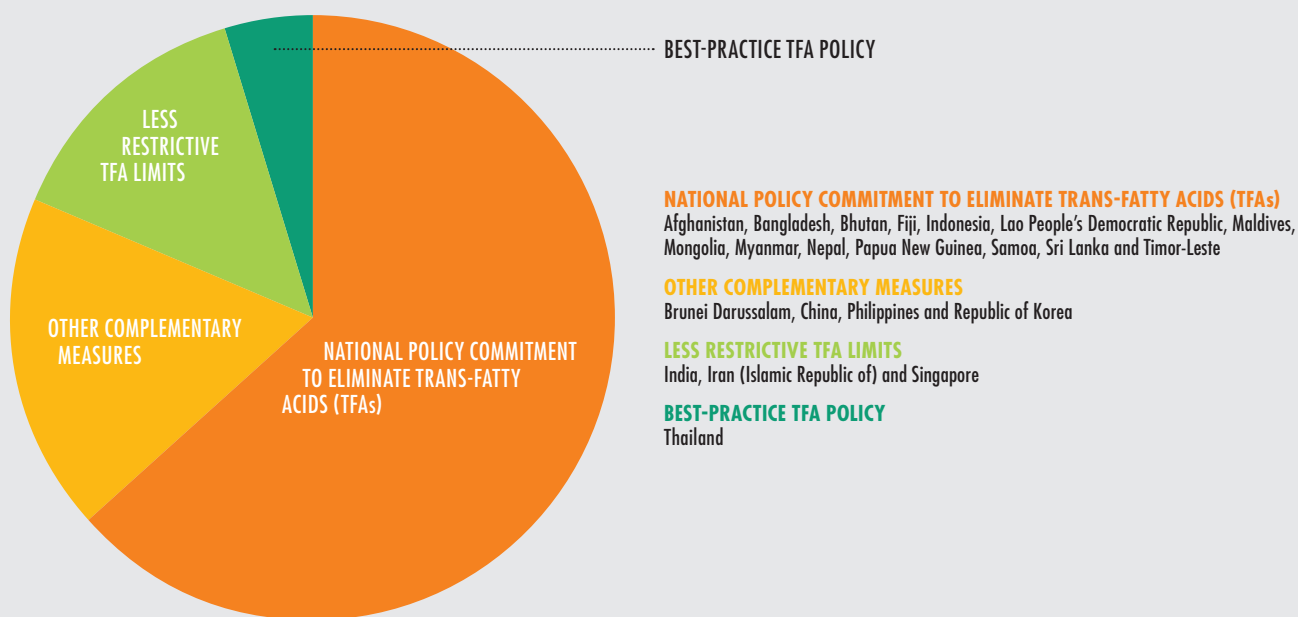 BEST-PRACTICE TFA POLICY
LESS
RESTRICTIVE
TFA LIMITS
OTHER COMPLEMENTARY
MEASURES
NATIONAL POLICY COMMITMENT
TO ELIMINATE TRANS-FATTY
ACIDS (TFAs)
NATIONAL POLICY COMMITMENT TO ELIMINATE TRANS-FATTY ACIDS (TFAs)
Afghanistan, Bangladesh, Bhutan, Fiji, Indonesia, Lao People's Democratic Republic, Maldives,
Mongolia, Myanmar, Nepal, Papua New Guinea, Samoa, Sri Lanka and Timor-Leste
OTHER COMPLEMENTARY MEASURES
Brunei Darussalam, China, Philippines and Republic of Korea
LESS RESTRICTIVE TFA LIMITS
India, Iran (Islamic Republic of) and Singapore
BEST-PRACTICE TFA POLICY
Thailand